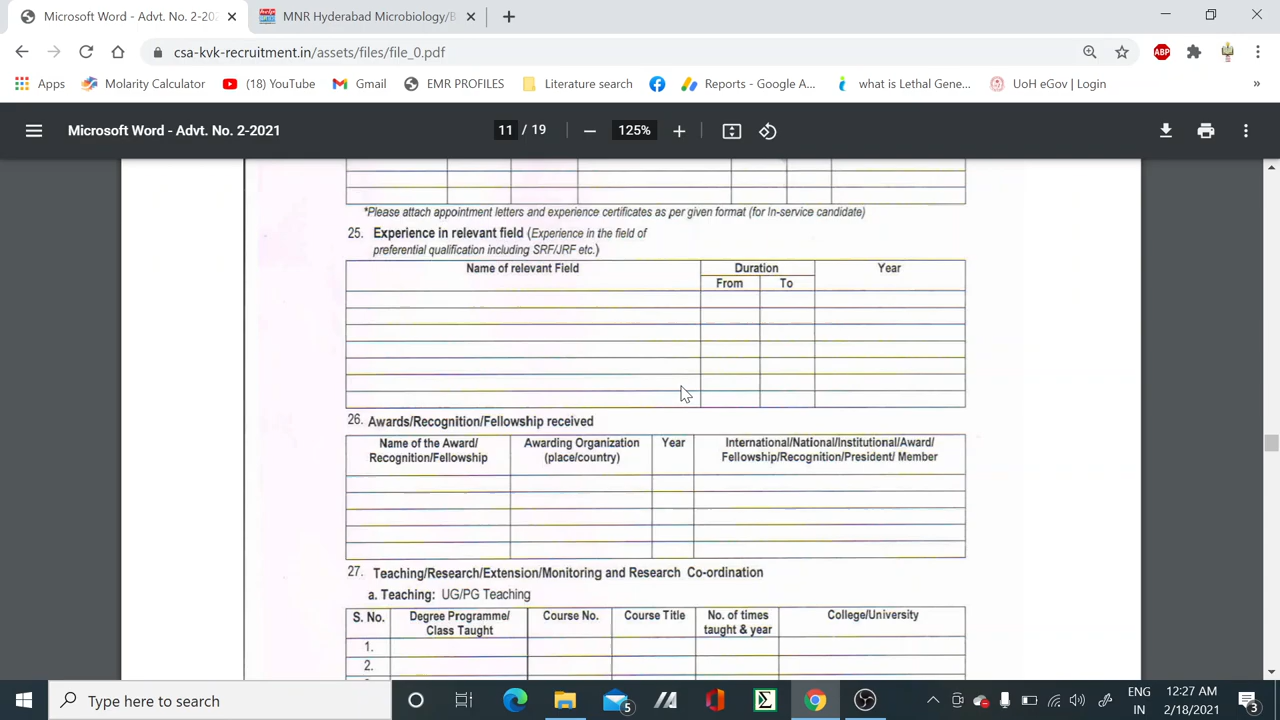 Microsoft Word - Advt. No. 2-202
MNR Hyderabad Microbiology/B
csa-kvk-recruitment.in/assets/files/file_0.pdf
ABP
Apps
Molarity Calculator
(18) YouTube
Gmail
EMR PROFILES
Literature search
Reports - Google A...
what is Lethal Gene...
UoH eGov | Login
»
Microsoft Word - Advt. No. 2-2021
11 / 19
125%
*Please attach appointment letters and experience certificates as per given format (for In-service candidate)
25. Experience in relevant field (Experience in the field of
preferential qualification including SRF/JRF etc.)
Name of relevant Field Duration Year
From To
26. Awards/Recognition/Fellowship received
Name of the Award/ Awarding Organization Year International/National/Institutional/Award/
Recognition/Fellowship (place/country) Fellowship/Recognition/President/ Member
27. Teaching/Research/Extension/Monitoring and Research Co-ordination
a. Teaching: UG/PG Teaching
S. No. Degree Programme/ Course No. Course Title No. of times College/University
Class Taught taught & year
1.
2.
Type here to search
5
ENG 12:27 AM
IN 2/18/2021
3